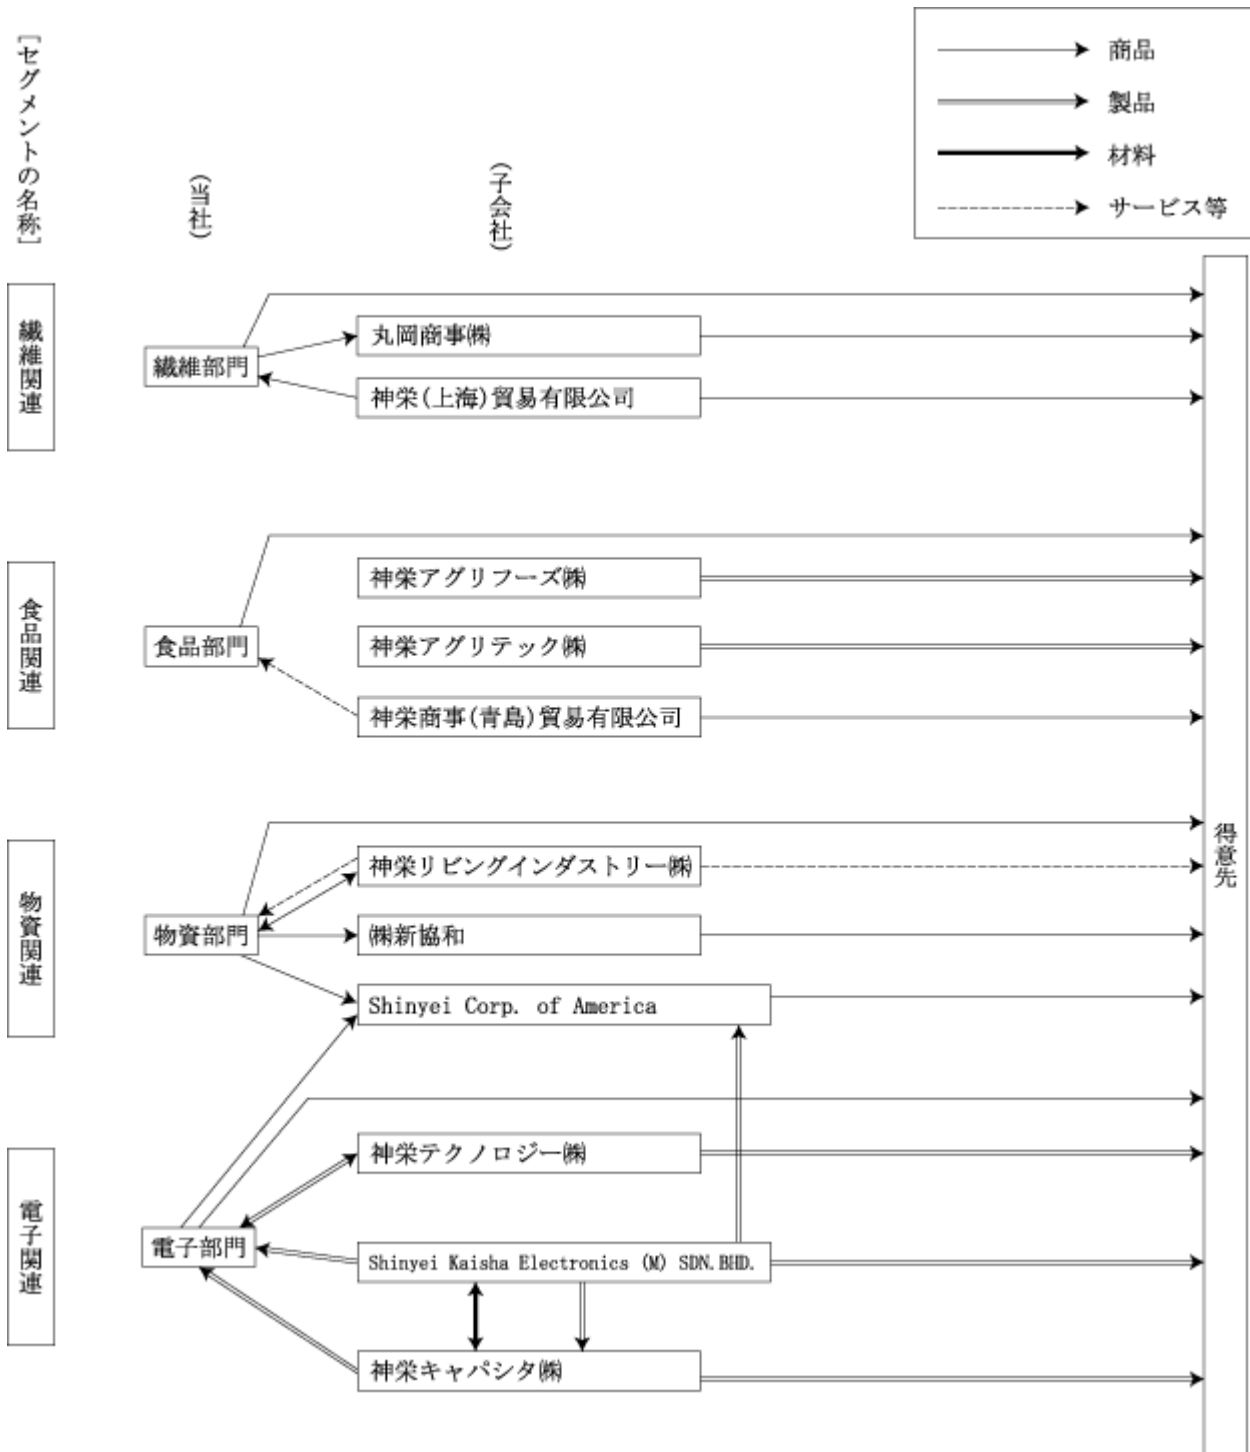 [セグメントの名称]
(当社)
(子会社)
商品
製品
材料
サービス等
繊維関連
繊維部門
丸岡商事㈱
神栄(上海)貿易有限公司
食品関連
食品部門
神栄アグリフーズ㈱
神栄アグリテック㈱
神栄商事(青島)貿易有限公司
物資関連
物資部門
神栄リビングインダストリー㈱
㈱新協和
Shinyei Corp. of America
得意先
電子関連
電子部門
神栄テクノロジー㈱
Shinyei Kaisha Electronics (M) SDN.BHD.
神栄キャパシタ㈱